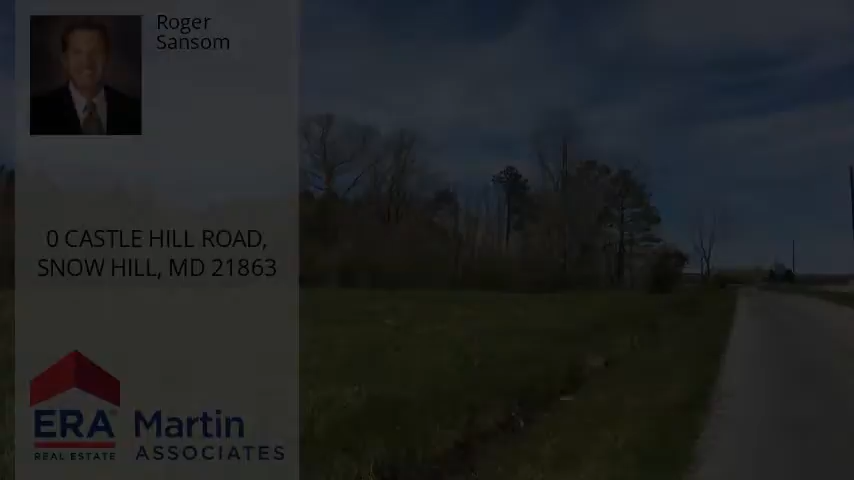 Roger
Sansom
0 CASTLE HILL ROAD,
SNOW HILL, MD 21863
ERA
REAL ESTATE
Martin
ASSOCIATES